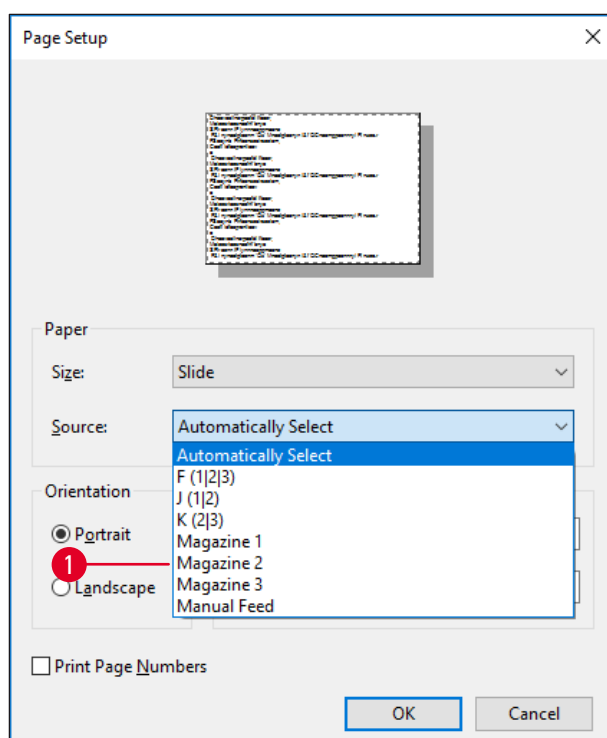 Page Setup
Paper
Size: Slide
Source: Automatically Select
Automatically Select
F (1|2|3)
J (1|2)
K (2|3)
Magazine 1
Magazine 2
Magazine 3
Manual Feed
Orientation
Portrait
1
Landscape
Print Page Numbers
OK Cancel